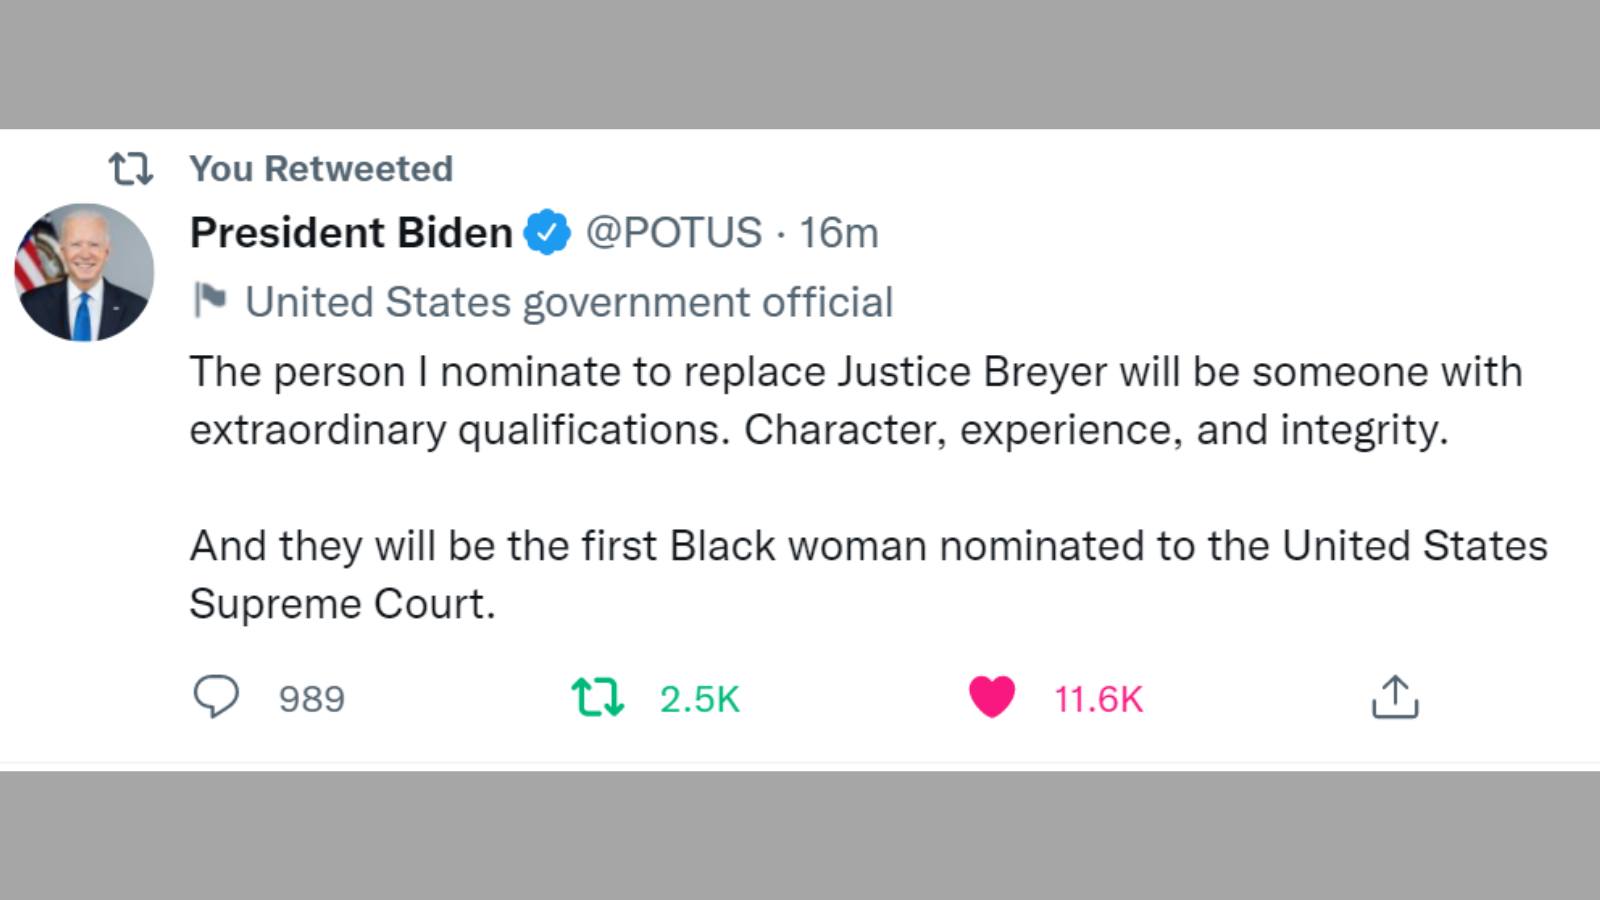 You Retweeted
President Biden @POTUS · 16m
United States government official
The person I nominate to replace Justice Breyer will be someone with
extraordinary qualifications. Character, experience, and integrity.
And they will be the first Black woman nominated to the United States
Supreme Court.
989 2.5K 11.6K